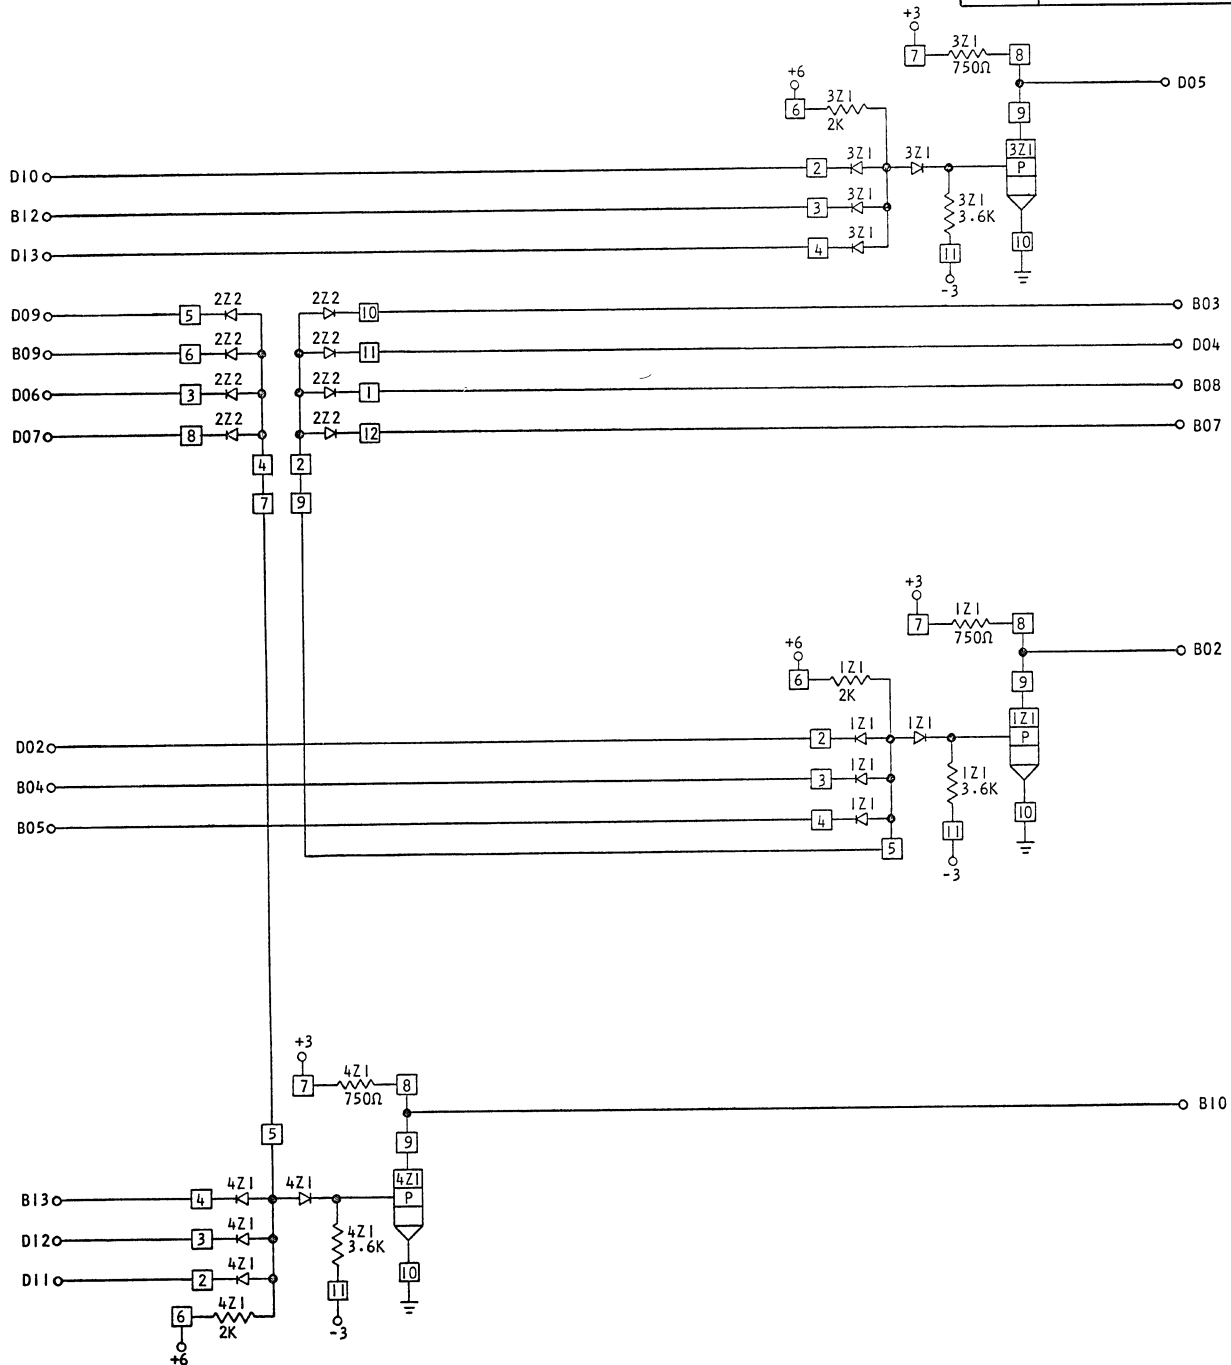 +3
7 3Z1 8
750Ω
D05
+6
6 3Z1
2K
9
D10 2 3Z1 3Z1 3Z1
P
B12 3 3Z1
3Z1
3.6K
D13 4 3Z1
11 10
-3
D09 5 2Z2 2Z2 10 B03
B09 6 2Z2 2Z2 11 D04
D06 3 2Z2 2Z2 1 B08
D07 8 2Z2 2Z2 12 B07
4 2
7 9
+3
7 1Z1 8
750Ω
B02
+6
6 1Z1
2K
9
D02 2 1Z1 1Z1 1Z1
P
B04 3 1Z1
1Z1
3.6K
B05 4 1Z1
11 10
5
-3
+3
7 4Z1 8
750Ω
B10
5 9
B13 4 4Z1 4Z1 4Z1
P
D12 3 4Z1
4Z1
3.6K
D11 2 4Z1
11 10
6 4Z1
2K
-3
+6